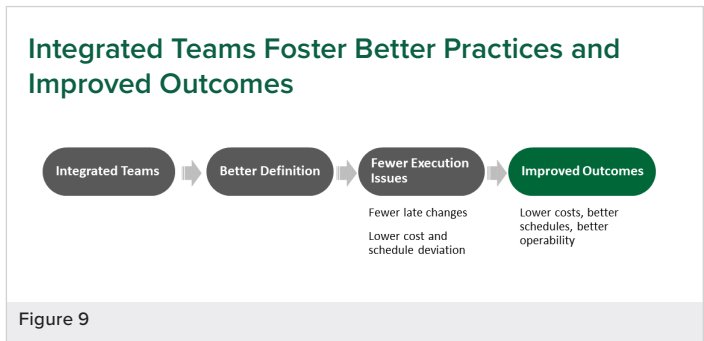 Integrated Teams Foster Better Practices and
Improved Outcomes
Integrated Teams
Better Definition
Fewer Execution
Issues
Improved Outcomes
Fewer late changes
Lower cost and
schedule deviation
Lower costs, better
schedules, better
operability
Figure 9